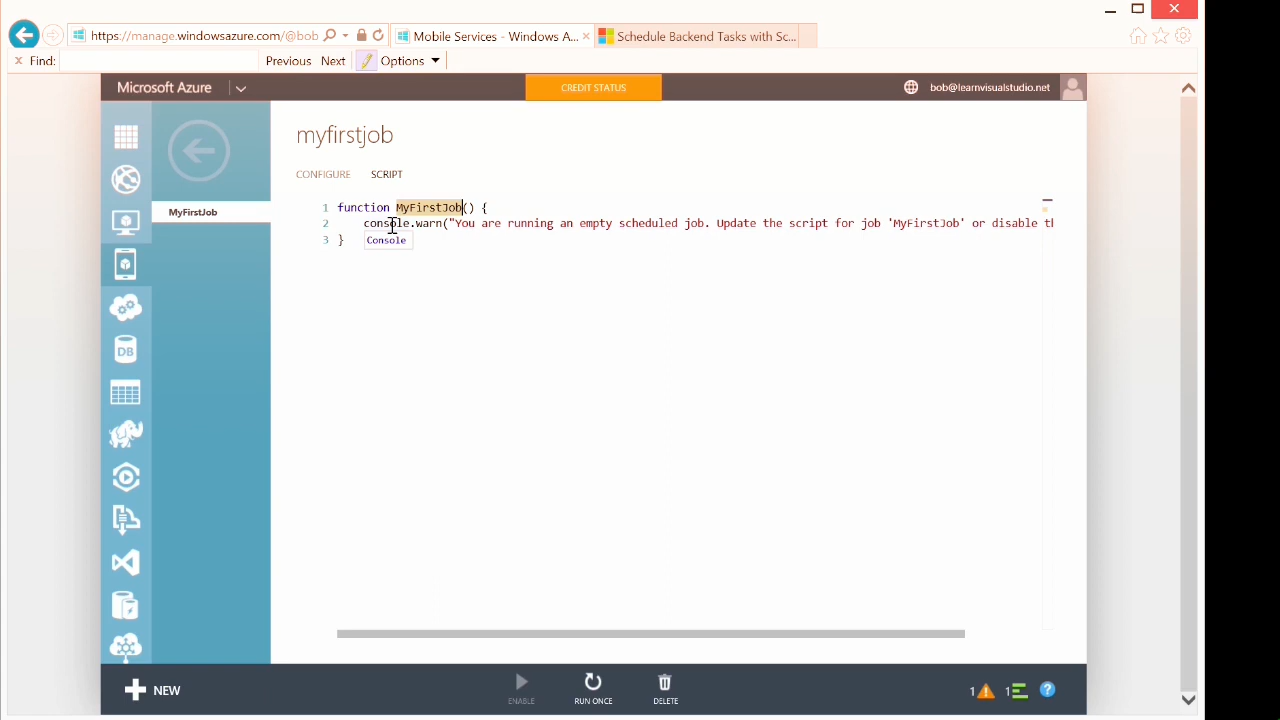 https://manage.windowsazure.com/@bob
Mobile Services - Windows A...
Schedule Backend Tasks with Sc...
Find:
Previous
Next
Options
Microsoft Azure
CREDIT STATUS
bob@learnvisualstudio.net
myfirstjob
CONFIGURE
SCRIPT
MyFirstJob
1 function MyFirstJob() {
2 console.warn("You are running an empty scheduled job. Update the script for job 'MyFirstJob' or disable th
3 }
Console
DB
NEW
ENABLE
RUN ONCE
DELETE
1
1
?